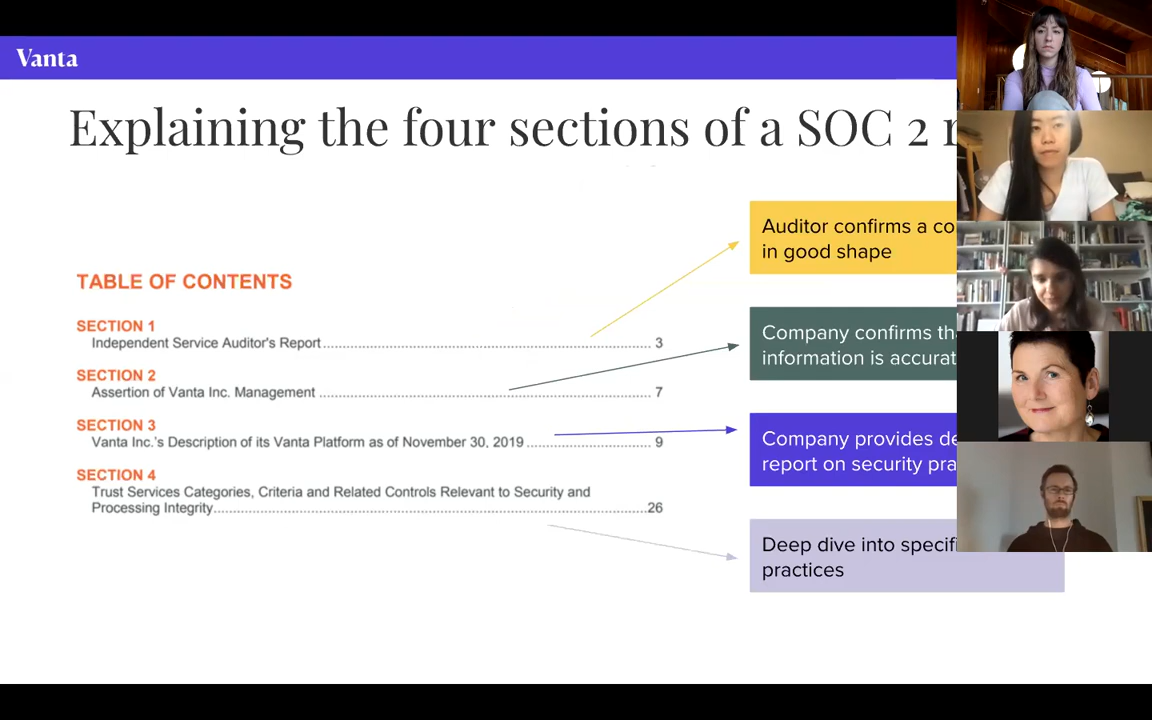 Vanta
Explaining the four sections of a SOC 2
TABLE OF CONTENTS
SECTION 1
Independent Service Auditor's Report 3
SECTION 2
Assertion of Vanta Inc. Management 7
SECTION 3
Vanta Inc.'s Description of its Vanta Platform as of November 30, 2019 9
SECTION 4
Trust Services Categories, Criteria and Related Controls Relevant to Security and
Processing Integrity 26
Auditor confirms a
in good shape
Company confirms
information is
Company provides
report on security
Deep dive into
practices